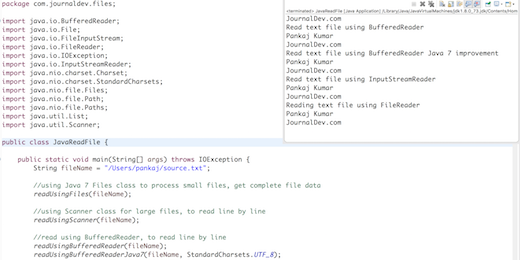 package com.journaldev.files;
import java.io.BufferedReader;
import java.io.File;
import java.io.FileInputStream;
import java.io.FileReader;
import java.io.IOException;
import java.io.InputStreamReader;
import java.nio.charset.Charset;
import java.nio.charset.StandardCharsets;
import java.nio.file.Files;
import java.nio.file.Path;
import java.nio.file.Paths;
import java.util.List;
import java.util.Scanner;
public class JavaReadFile {
public static void main(String[] args) throws IOException {
String fileName = "/Users/pankaj/source.txt";
//using Java 7 Files class to process small files, get complete file data
readUsingFiles(fileName);
//using Scanner class for large files, to read line by line
readUsingScanner(fileName);
//read using BufferedReader, to read line by line
readUsingBufferedReader(fileName);
readUsingBufferedReaderJava7(fileName, StandardCharsets.UTF_8);
<terminated> JavaReadFile [Java Application] /Library/Java/JavaVirtualMachines/
JournalDev.com
Read text file using BufferedReader
Pankaj Kumar
JournalDev.com
Read text file using BufferedReader Java 7 improvement
Pankaj Kumar
JournalDev.com
Read text file using InputStreamReader
Pankaj Kumar
JournalDev.com
Reading text file using FileReader
Pankaj Kumar
JournalDev.com